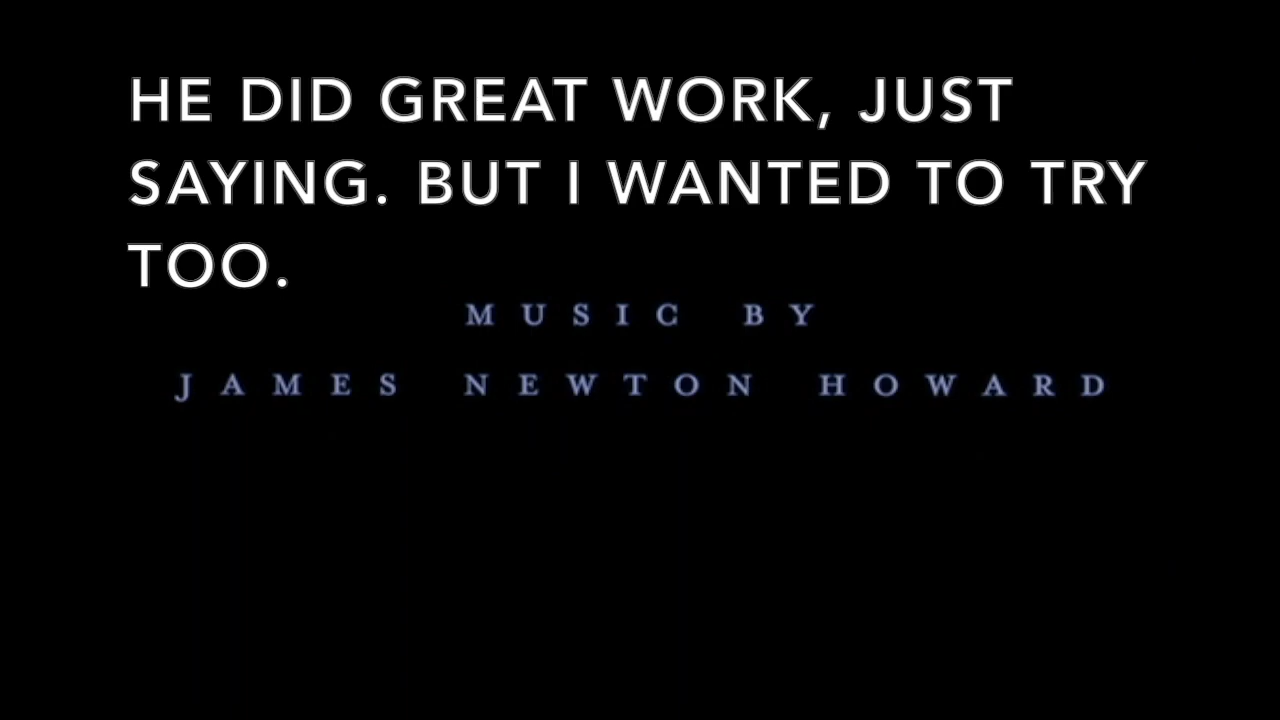 HE DID GREAT WORK, JUST
SAYING. BUT I WANTED TO TRY
TOO.
MUSIC BY
JAMES NEWTON HOWARD